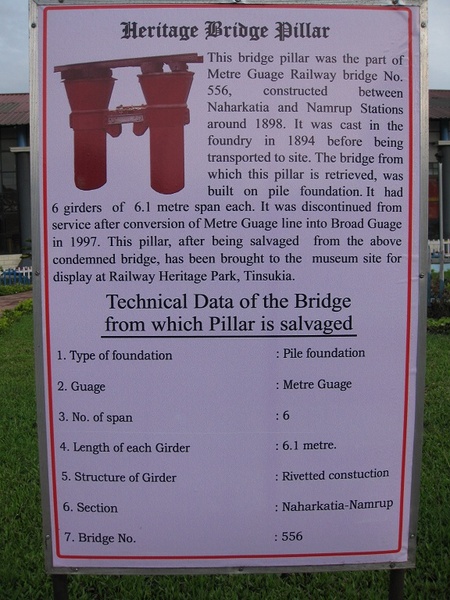 Heritage Bridge Pillar
This bridge pillar was the part of
Metre Guage Railway bridge No.
556, constructed between
Naharkatia and Namrup Stations
around 1898. It was cast in the
foundry in 1894 before being
transported to site. The bridge from
which this pillar is retrieved, was
built on pile foundation. It had
6 girders of 6.1 metre span each. It was discontinued from
service after conversion of Metre Guage line into Broad Guage
in 1997. This pillar, after being salvaged from the above
condemned bridge, has been brought to the museum site for
display at Railway Heritage Park, Tinsukia.
Technical Data of the Bridge
from which Pillar is salvaged
1. Type of foundation : Pile foundation
2. Guage : Metre Guage
3. No. of span : 6
4. Length of each Girder : 6.1 metre.
5. Structure of Girder : Rivetted constuction
6. Section : Naharkatia-Namrup
7. Bridge No. : 556